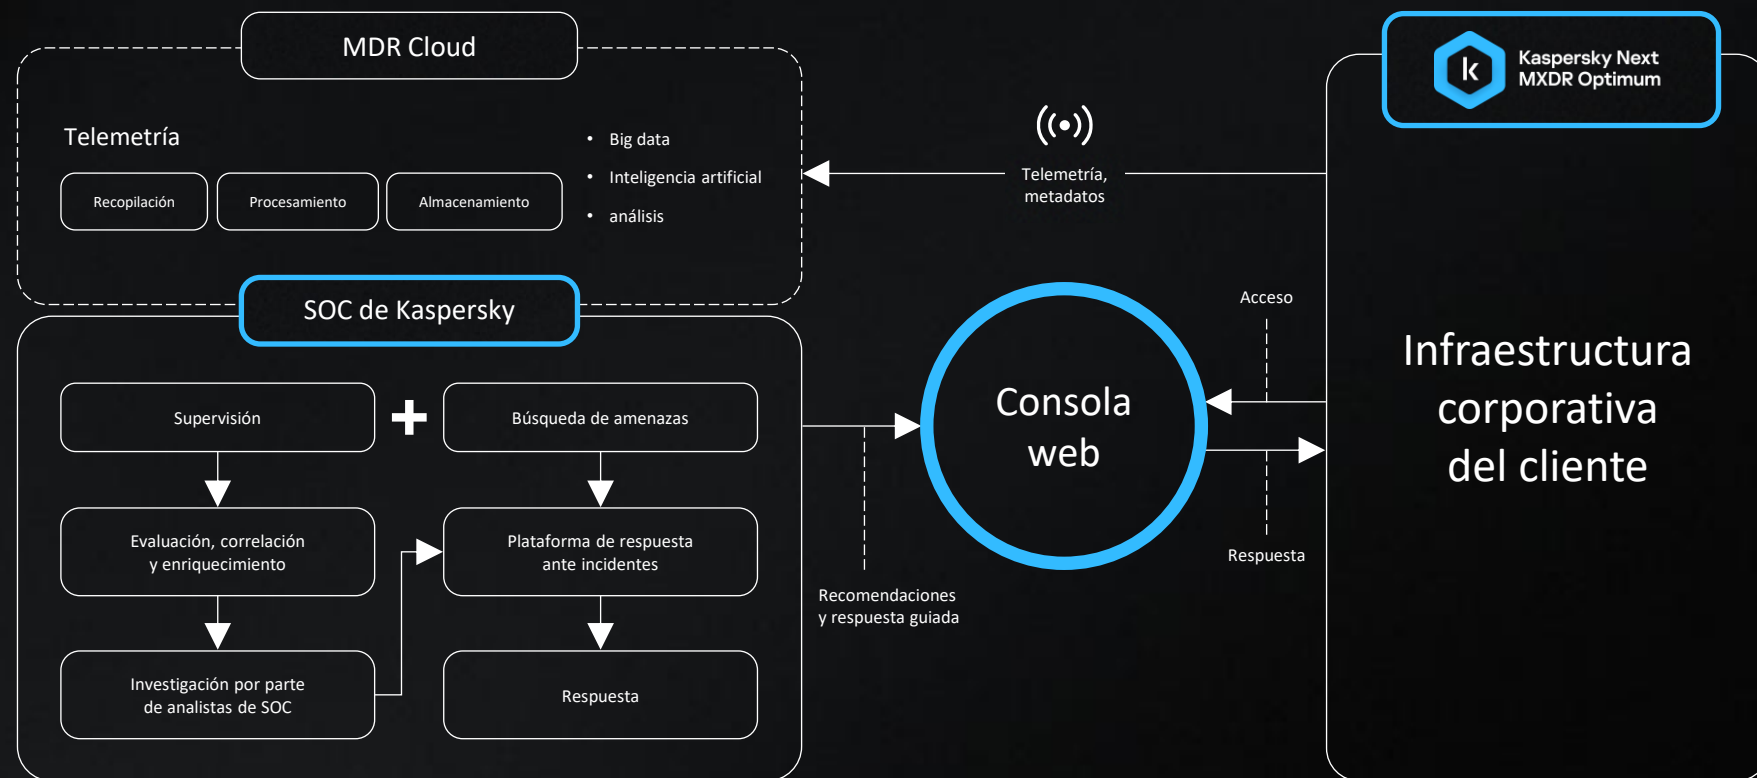 MDR Cloud
Telemetría
Recopilación
Procesamiento
Almacenamiento
• Big data
• Inteligencia artificial
• análisis
SOC de Kaspersky
Supervisión
Búsqueda de amenazas
Evaluación, correlación
y enriquecimiento
Plataforma de respuesta
ante incidentes
Investigación por parte
de analistas de SOC
Respuesta
Telemetría,
metadatos
Recomendaciones
y respuesta guiada
Consola
web
Acceso
Respuesta
k
Kaspersky Next
MXDR Optimum
Infraestructura
corporativa
del cliente